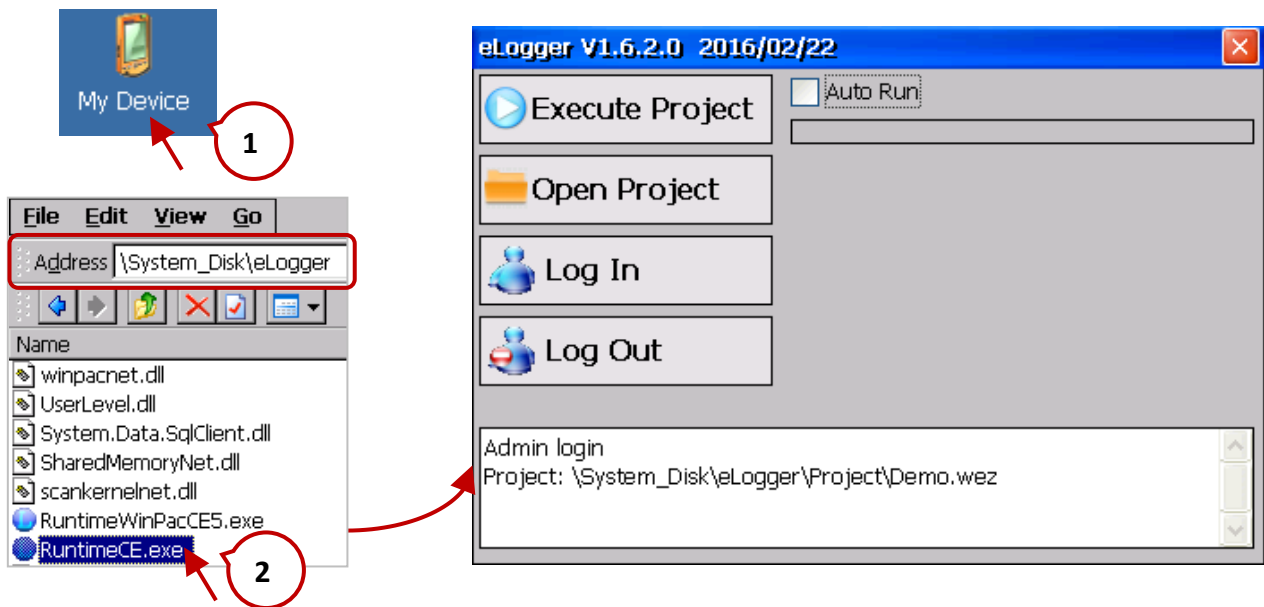 My Device
1
File Edit View Go
Address \System_Disk\eLogger
Name
winpacnet.dll
UserLevel.dll
System.Data.SqlClient.dll
SharedMemoryNet.dll
scankernelnet.dll
RuntimeWinPacCE5.exe
RuntimeCE.exe
2
eLogger V1.6.2.0 2016/02/22
Execute Project
Auto Run
Open Project
Log In
Log Out
Admin login
Project: \System_Disk\eLogger\Project\Demo.wez